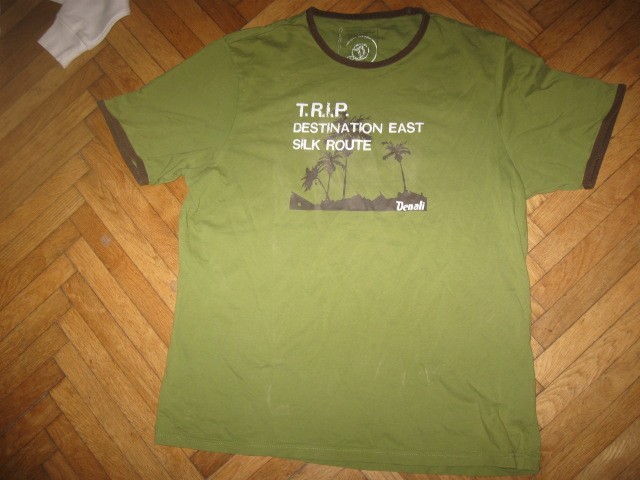 T.R.I.P.
DESTINATION EAST
SILK ROUTE
Denali